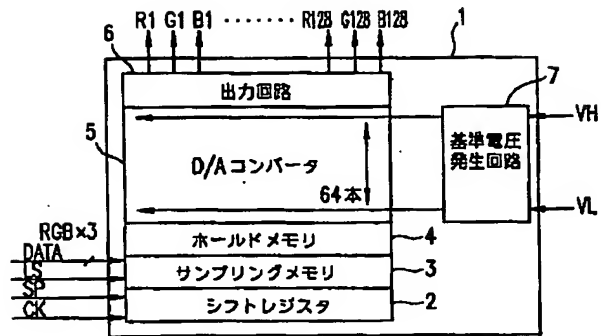 R1 G1 B1 ········ R128 G128 B128
6
1
出力回路
7
VH
5
D/Aコンバータ
64本
基準電圧
発生回路
VL
RGB×3
ホールドメモリ
4
DATA
LS
サンプリングメモリ
3
SP
シフトレジスタ
2
CK